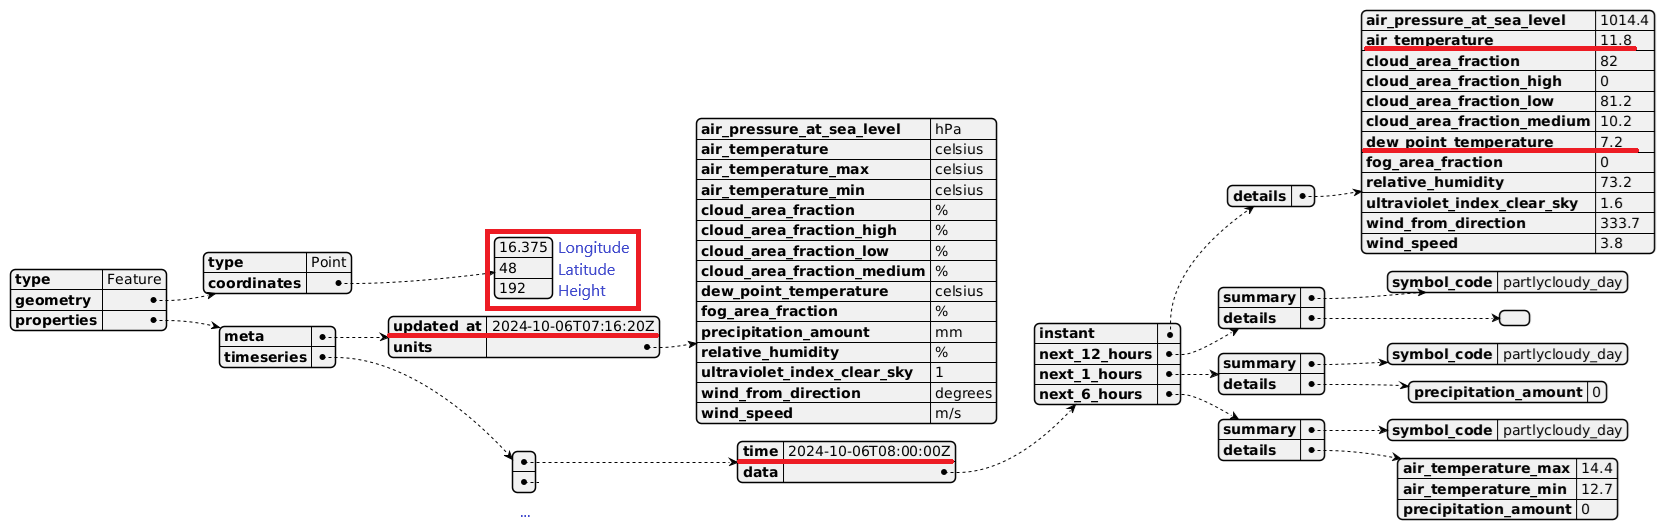 type Feature
geometry
properties
type Point
coordinates
16.375 Longitude
48 Latitude
192 Height
meta
timeseries
updated_at 2024-10-06T07:16:20Z
units
air_pressure_at_sea_level hPa
air_temperature celsius
air_temperature_max celsius
air_temperature_min celsius
cloud_area_fraction %
cloud_area_fraction_high %
cloud_area_fraction_low %
cloud_area_fraction_medium %
dew_point_temperature celsius
fog_area_fraction %
precipitation_amount mm
relative_humidity %
ultraviolet_index_clear_sky 1
wind_from_direction degrees
wind_speed m/s
...
time 2024-10-06T08:00:00Z
data
instant
next_12_hours
next_1_hours
next_6_hours
details
air_pressure_at_sea_level 1014.4
air_temperature 11.8
cloud_area_fraction 82
cloud_area_fraction_high 0
cloud_area_fraction_low 81.2
cloud_area_fraction_medium 10.2
dew_point_temperature 7.2
fog_area_fraction 0
relative_humidity 73.2
ultraviolet_index_clear_sky 1.6
wind_from_direction 333.7
wind_speed 3.8
summary
details
symbol_code partlycloudy_day
summary
details
symbol_code partlycloudy_day
precipitation_amount 0
summary
details
symbol_code partlycloudy_day
air_temperature_max 14.4
air_temperature_min 12.7
precipitation_amount 0